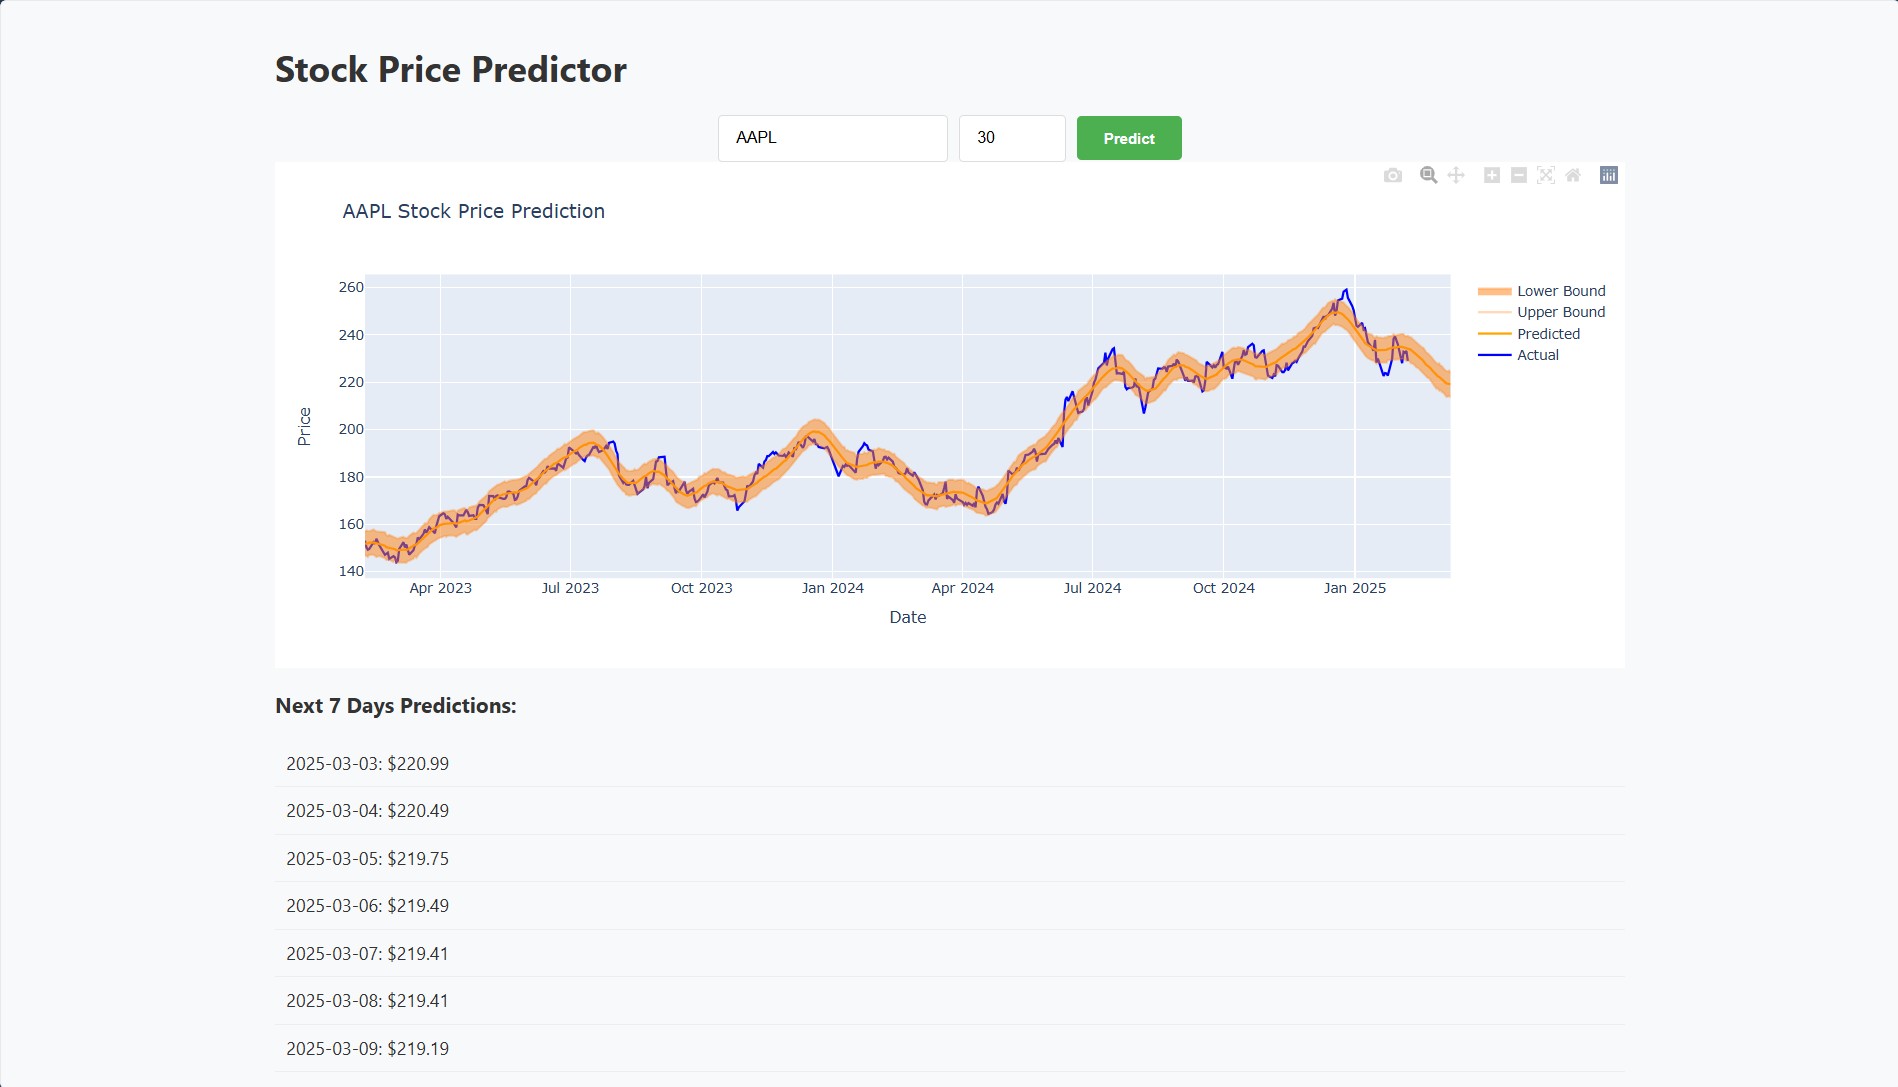 Stock Price Predictor
AAPL 30 Predict
AAPL Stock Price Prediction
260
240
220
200
180
160
140
Price
Apr 2023 Jul 2023 Oct 2023 Jan 2024 Apr 2024 Jul 2024 Oct 2024 Jan 2025
Date
Lower Bound
Upper Bound
Predicted
Actual
Next 7 Days Predictions:
2025-03-03: $220.99
2025-03-04: $220.49
2025-03-05: $219.75
2025-03-06: $219.49
2025-03-07: $219.41
2025-03-08: $219.41
2025-03-09: $219.19